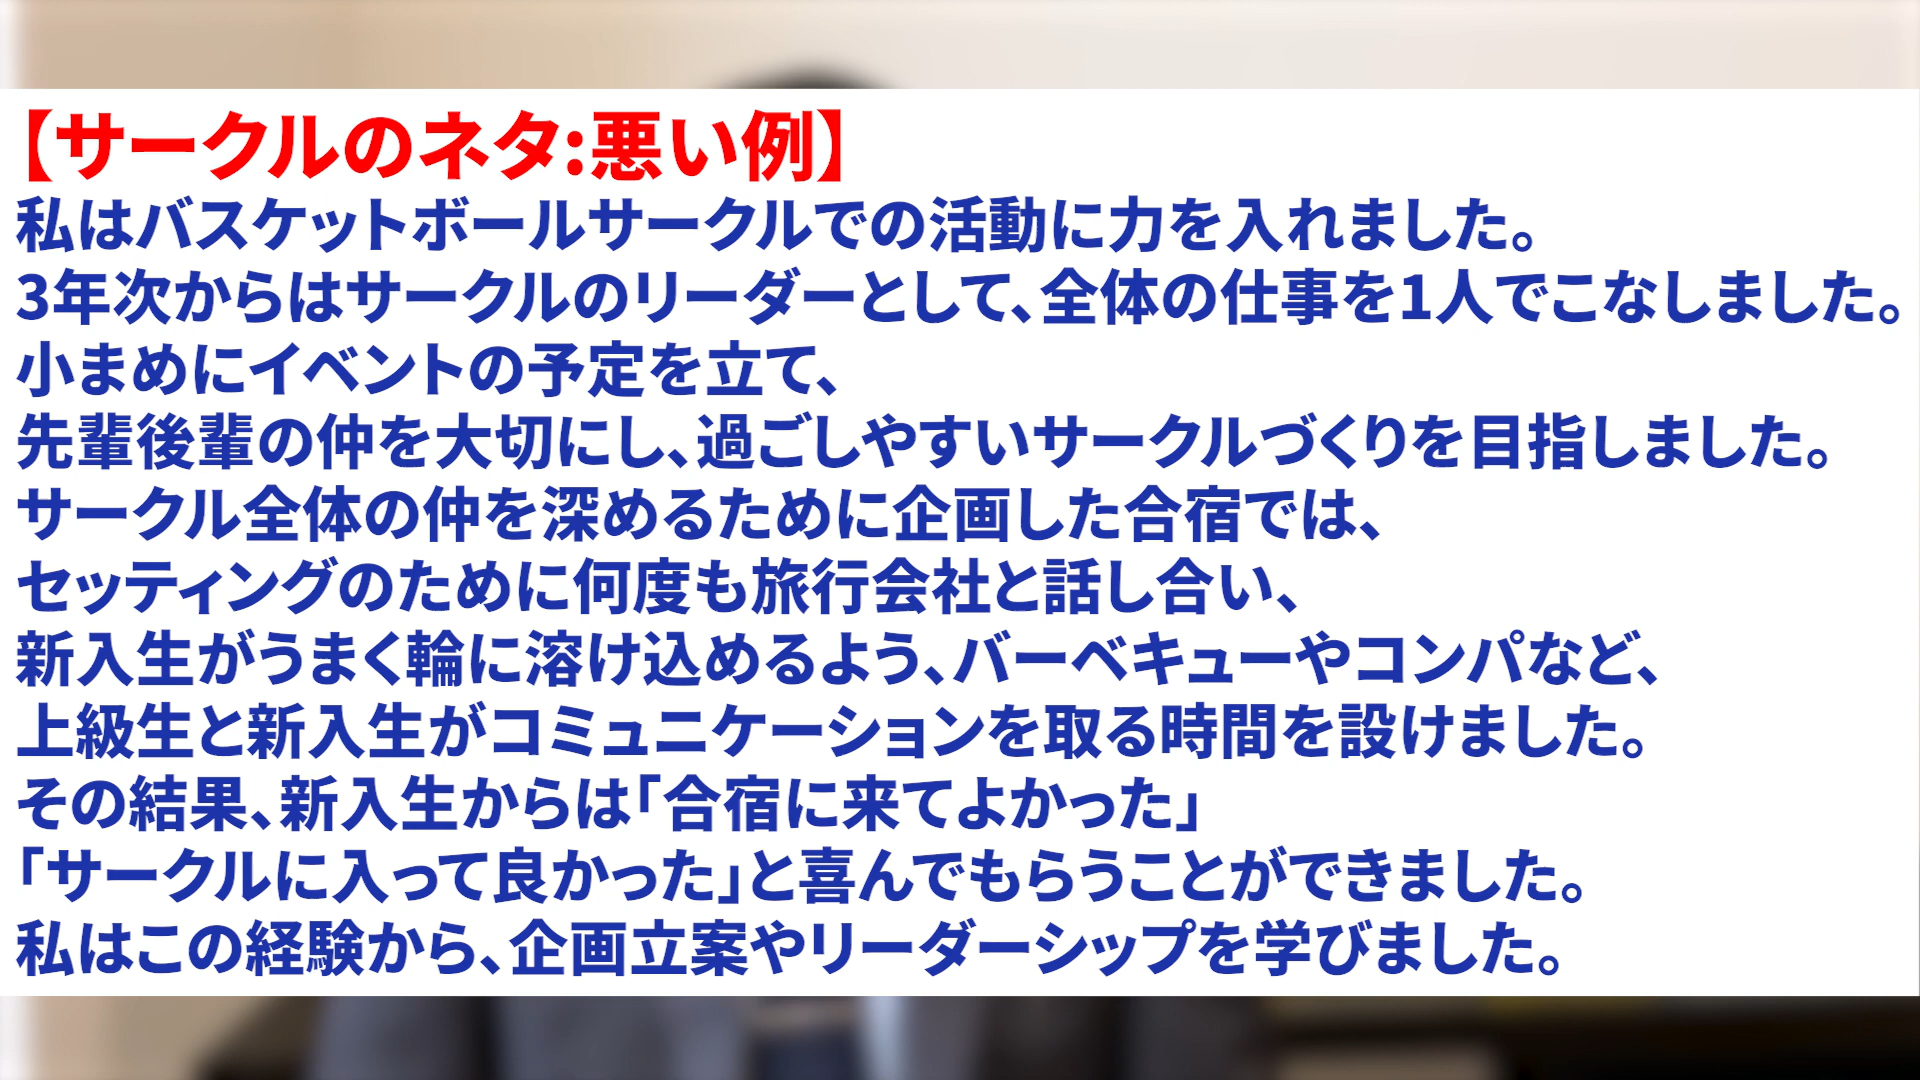 【サークルのネタ:悪い例】
私はバスケットボールサークルでの活動に力を入れました。
3年次からはサークルのリーダーとして、全体の仕事を1人でこなしました。
小まめにイベントの予定を立て、
先輩後輩の仲を大切にし、過ごしやすいサークルづくりを目指しました。
サークル全体の仲を深めるために企画した合宿では、
セッティングのために何度も旅行会社と話し合い、
新入生がうまく輪に溶け込めるよう、バーベキューやコンパなど、
上級生と新入生がコミュニケーションを取る時間を設けました。
その結果、新入生からは「合宿に来てよかった」
「サークルに入って良かった」と喜んでもらうことができました。
私はこの経験から、企画立案やリーダーシップを学びました。